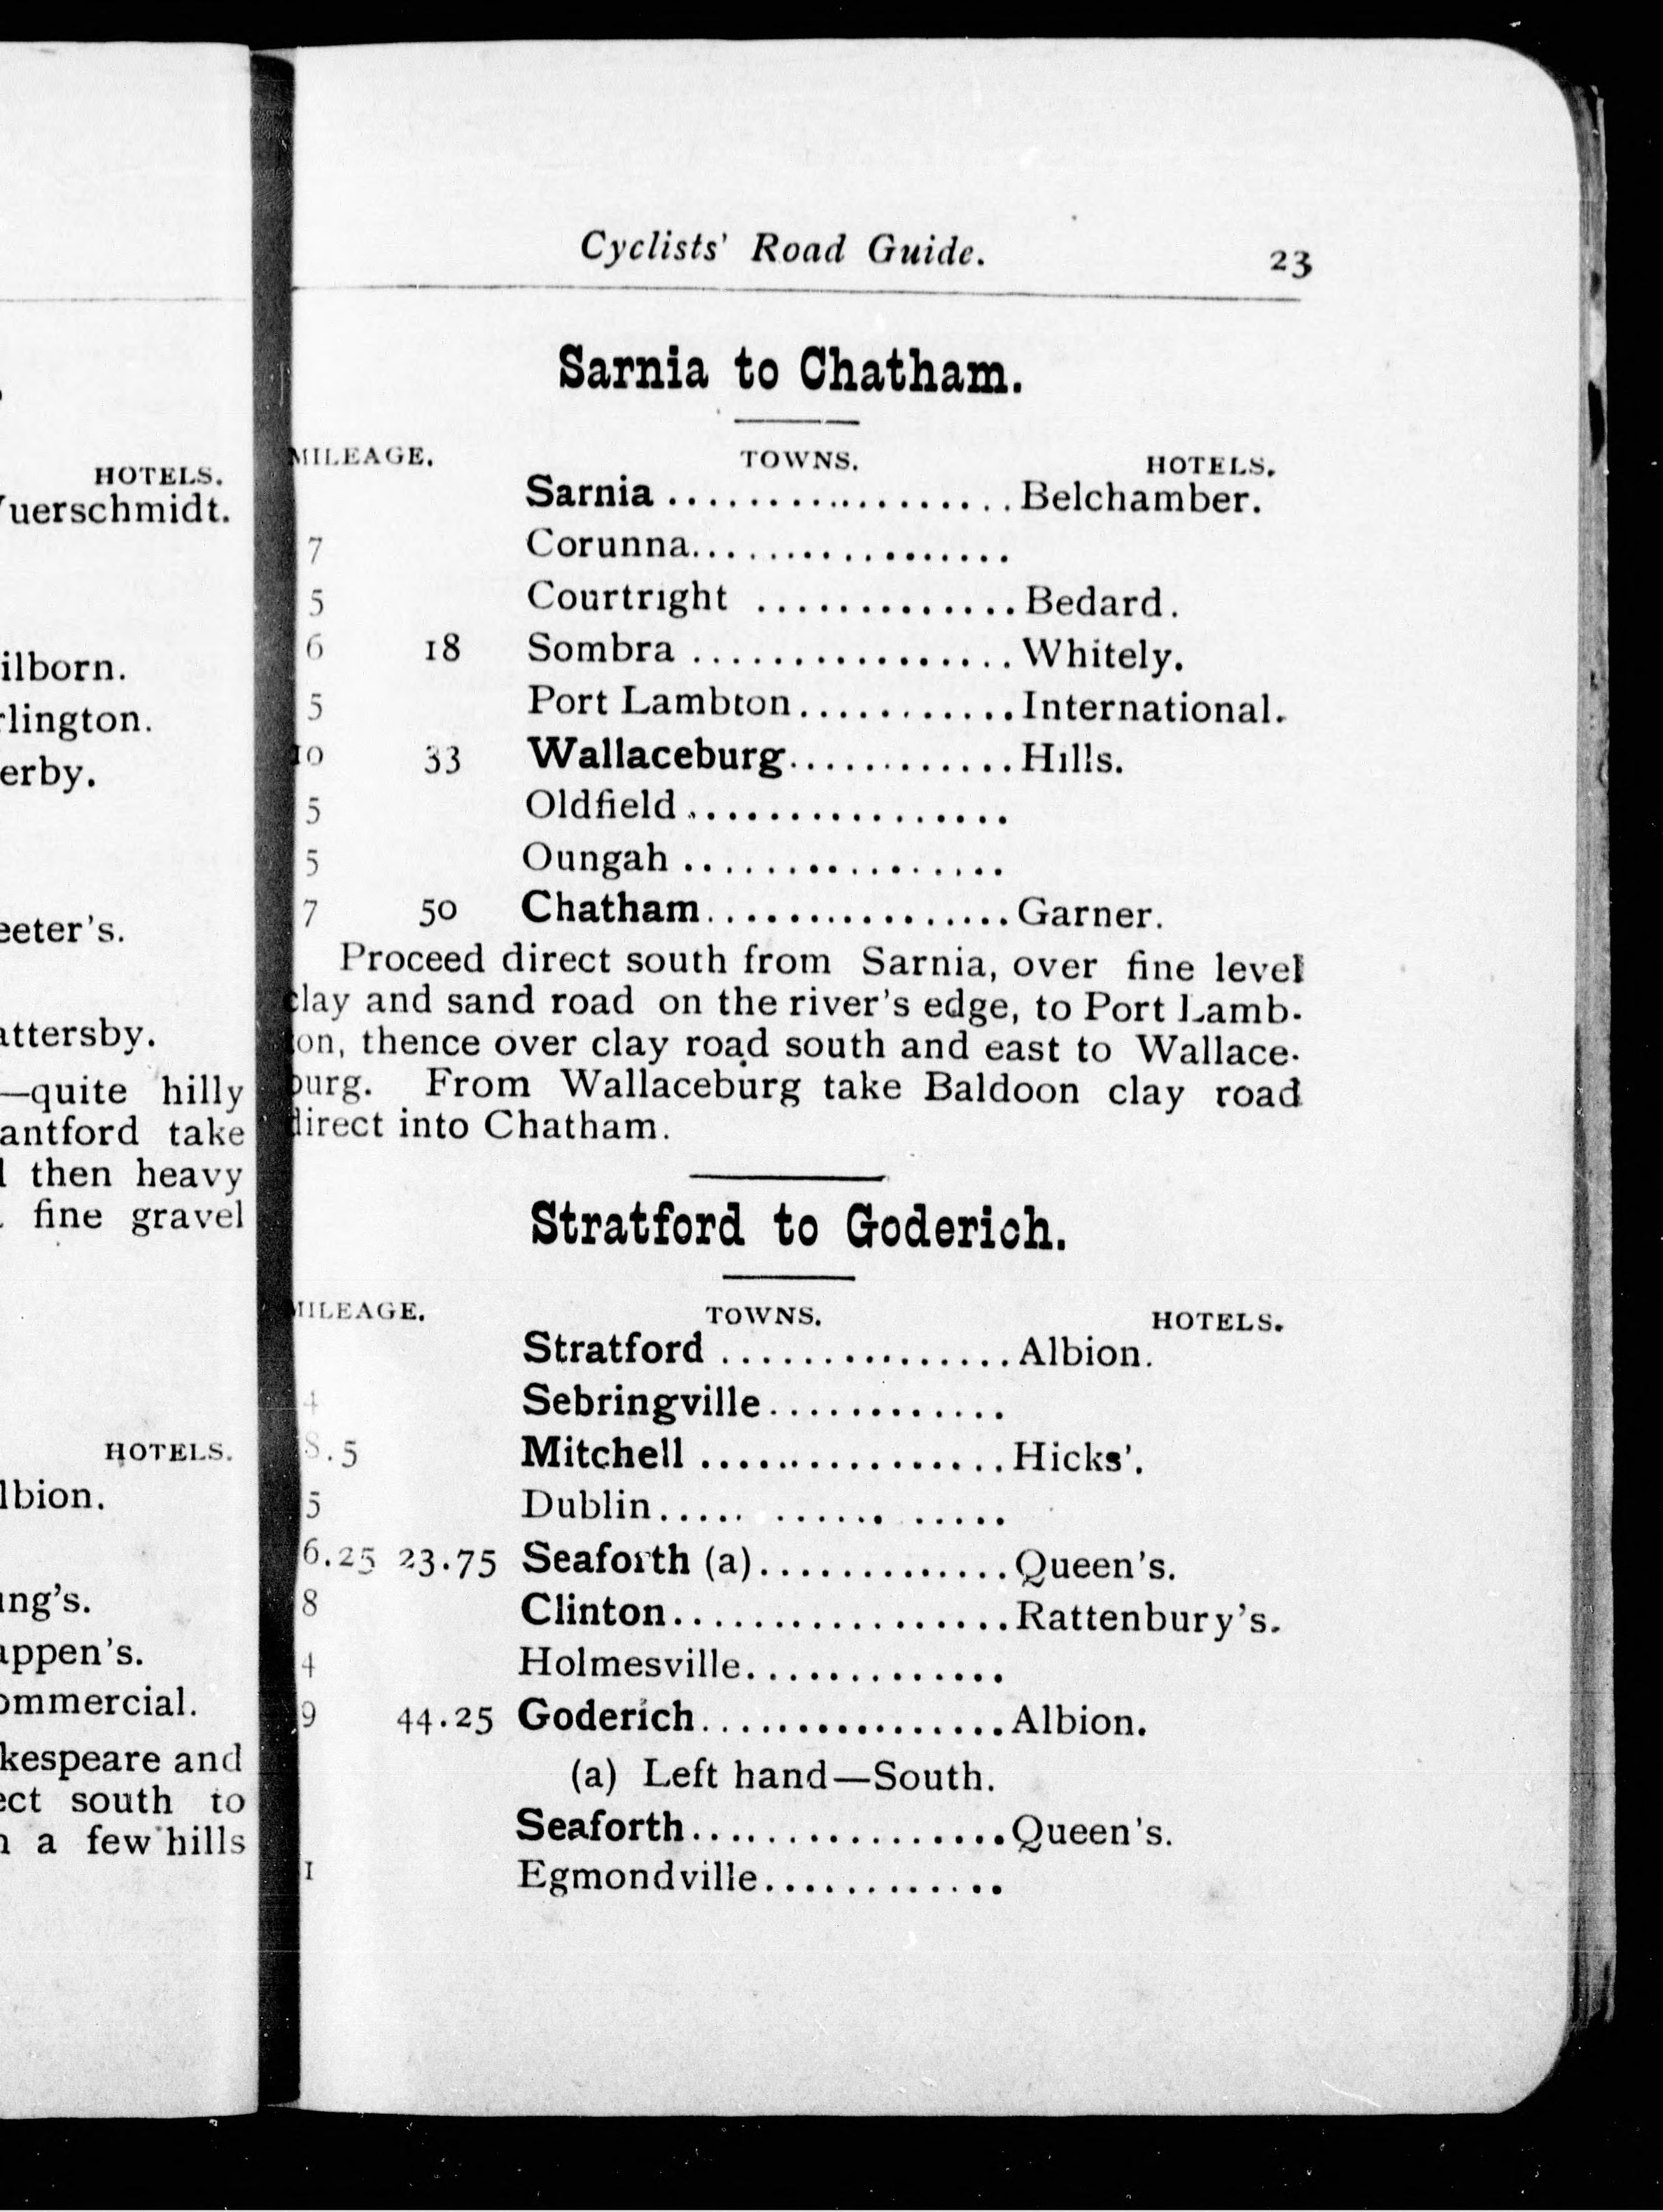 HOTELS.
uerschmidt.
ilborn.
lington.
erby.
eeter's.
attersby.
—quite hilly
antford take
then heavy
fine gravel
HOTELS.
lbion.
ng's.
appen's.
ommercial.
kespeare and
ect south to
a few hills
Cyclists' Road Guide. 23
Sarnia to Chatham.
MILEAGE. TOWNS. HOTELS.
Sarnia .................... Belchamber.
7 Corunna..................
5 Courtright ............. Bedard.
6 18 Sombra ................ Whitely.
5 Port Lambton........... International.
10 33 Wallaceburg............ Hills.
5 Oldfield ................
5 Oungah ................
7 50 Chatham............... Garner.
Proceed direct south from Sarnia, over fine level
clay and sand road on the river's edge, to Port Lamb-
ton, thence over clay road south and east to Wallace-
burg. From Wallaceburg take Baldoon clay road
direct into Chatham.
Stratford to Goderich.
MILEAGE. TOWNS. HOTELS.
Stratford ............... Albion.
4 Sebringville............
8.5 Mitchell ................ Hicks'.
5 Dublin..... ...... .....
6.25 23.75 Seaforth (a)............. Queen's.
8 Clinton................. Rattenbury's.
4 Holmesville.............
9 44.25 Goderich................ Albion.
(a) Left hand—South.
Seaforth................ Queen's.
1 Egmondville............